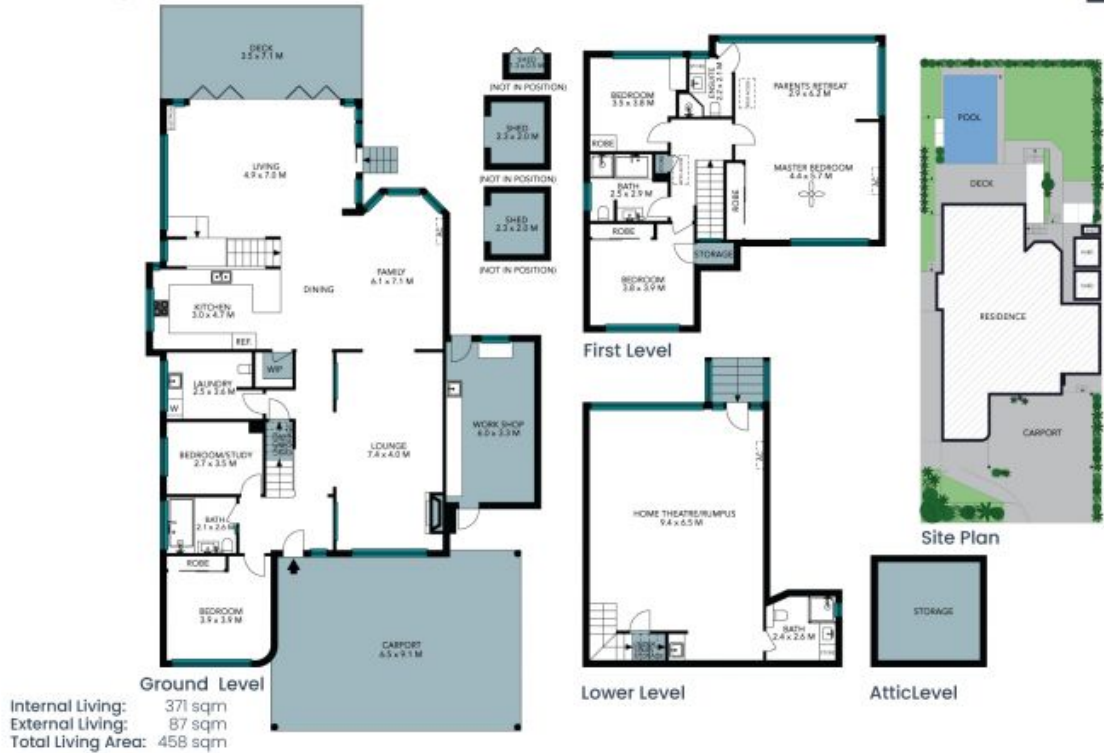 DECK
3.5 x 7.1 M
LIVING
4.9 x 7.0 M
FAMILY
6.1 x 7.1 M
DINING
KITCHEN
3.0 x 4.7 M
REF.
WIP
LAUNDRY
2.5 x 2.6 M
W
BEDROOM/STUDY
2.7 x 3.5 M
LOUNGE
7.4 x 4.0 M
BATH
2.1 x 2.6 M
ROBE
BEDROOM
3.9 x 3.9 M
WORK SHOP
6.0 x 3.3 M
CARPORT
6.5 x 9.1 M
Ground Level
Internal Living: 371 sqm
External Living: 87 sqm
Total Living Area: 458 sqm
SHED
(NOT IN POSITION)
SHED
2.3 x 2.0 M
(NOT IN POSITION)
SHED
2.3 x 2.0 M
(NOT IN POSITION)
BEDROOM
3.5 x 3.8 M
ROBE
ENSUITE
2.2 x 2.1 M
PARENTS RETREAT
2.9 x 6.2 M
MASTER BEDROOM
4.4 x 5.7 M
ROBE
BATH
2.5 x 2.9 M
ROBE
STORAGE
BEDROOM
3.8 x 3.9 M
First Level
HOME THEATRE/RUMPUS
9.4 x 6.5 M
BATH
2.4 x 2.6 M
Lower Level
POOL
DECK
RESIDENCE
CARPORT
Site Plan
STORAGE
AtticLevel